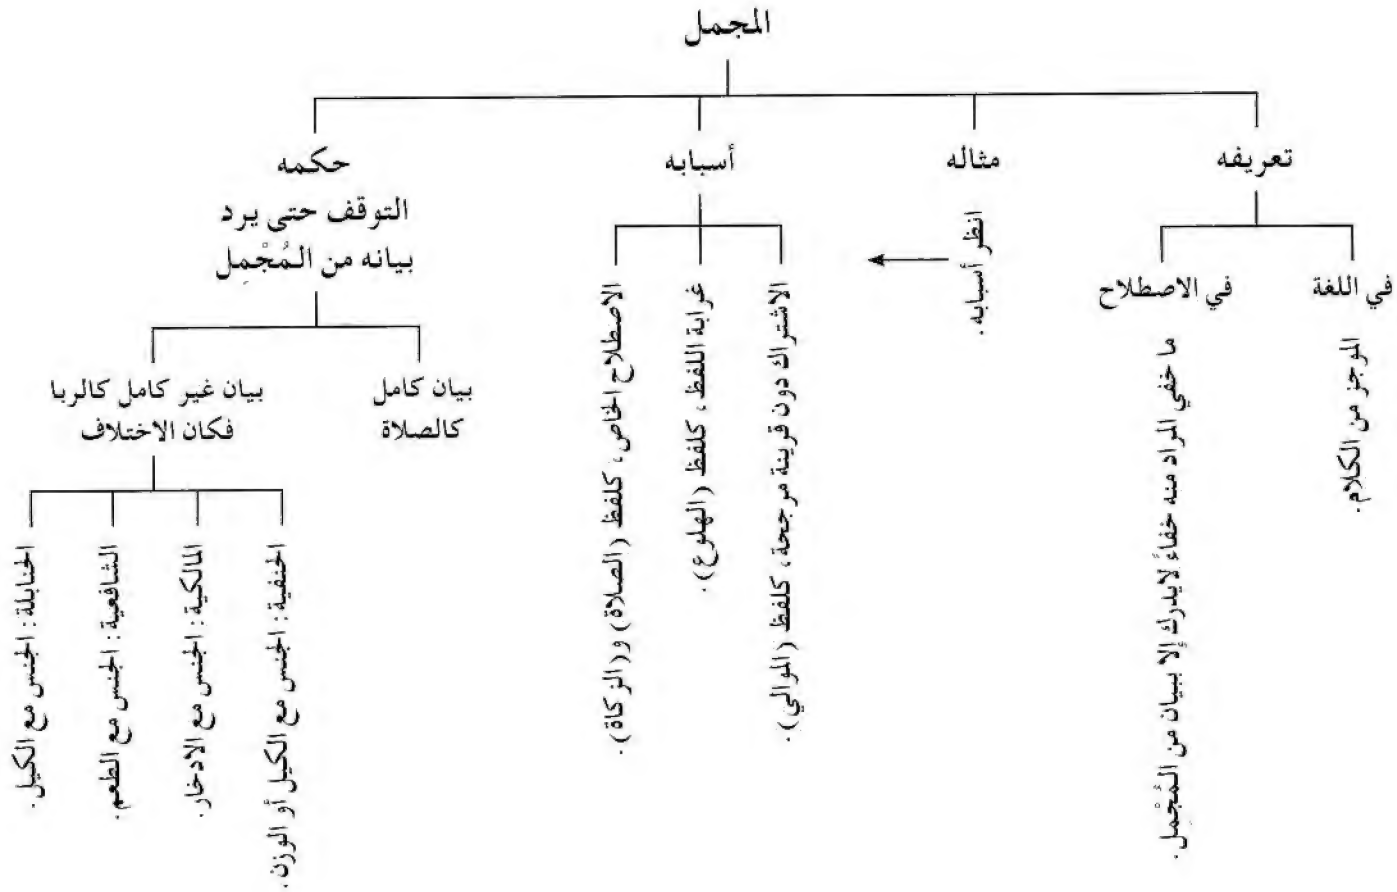 المجمل
تعريفه
مثاله
أسبابه
حكمه
التوقف حتى يرد
بيانه من المُجْمِل
في اللغة
الموجز من الكلام.
في الاصطلاح
ما خفي المراد منه خفاءً لايدرك إلا ببيان من المُجْمِل.
انظر أسبابه.
الاشتراك دون قرينة مرجحة، كلفظ (الموالي).
غرابة اللفظ، كلفظ (الهلوع).
الاصطلاح الخاص، كلفظ (الصلاة) و(الزكاة).
بيان كامل
كالصلاة
بيان غير كامل كالربا
فكان الاختلاف
الحنفية: الجنس مع الكيل أو الوزن.
المالكية: الجنس مع الادخار.
الشافعية: الجنس مع الطعم.
الحنابلة: الجنس مع الكيل.